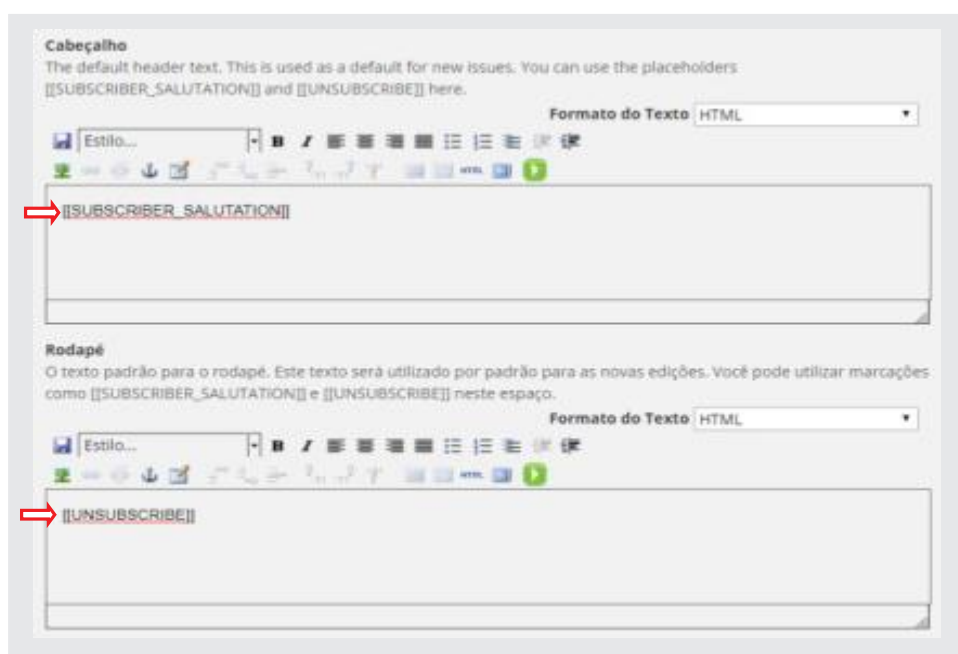 Cabeçalho
The default header text. This is used as a default for new issues. You can use the placeholders
[[SUBSCRIBER_SALUTATION]] and [[UNSUBSCRIBE]] here.
Formato do Texto HTML
Estilo... B I
HTML
[[SUBSCRIBER_SALUTATION]]
Rodapé
O texto padrão para o rodapé. Este texto será utilizado por padrão para as novas edições. Você pode utilizar marcações
como [[SUBSCRIBER_SALUTATION]] e [[UNSUBSCRIBE]] neste espaço.
Formato do Texto HTML
Estilo... B I
HTML
[[UNSUBSCRIBE]]